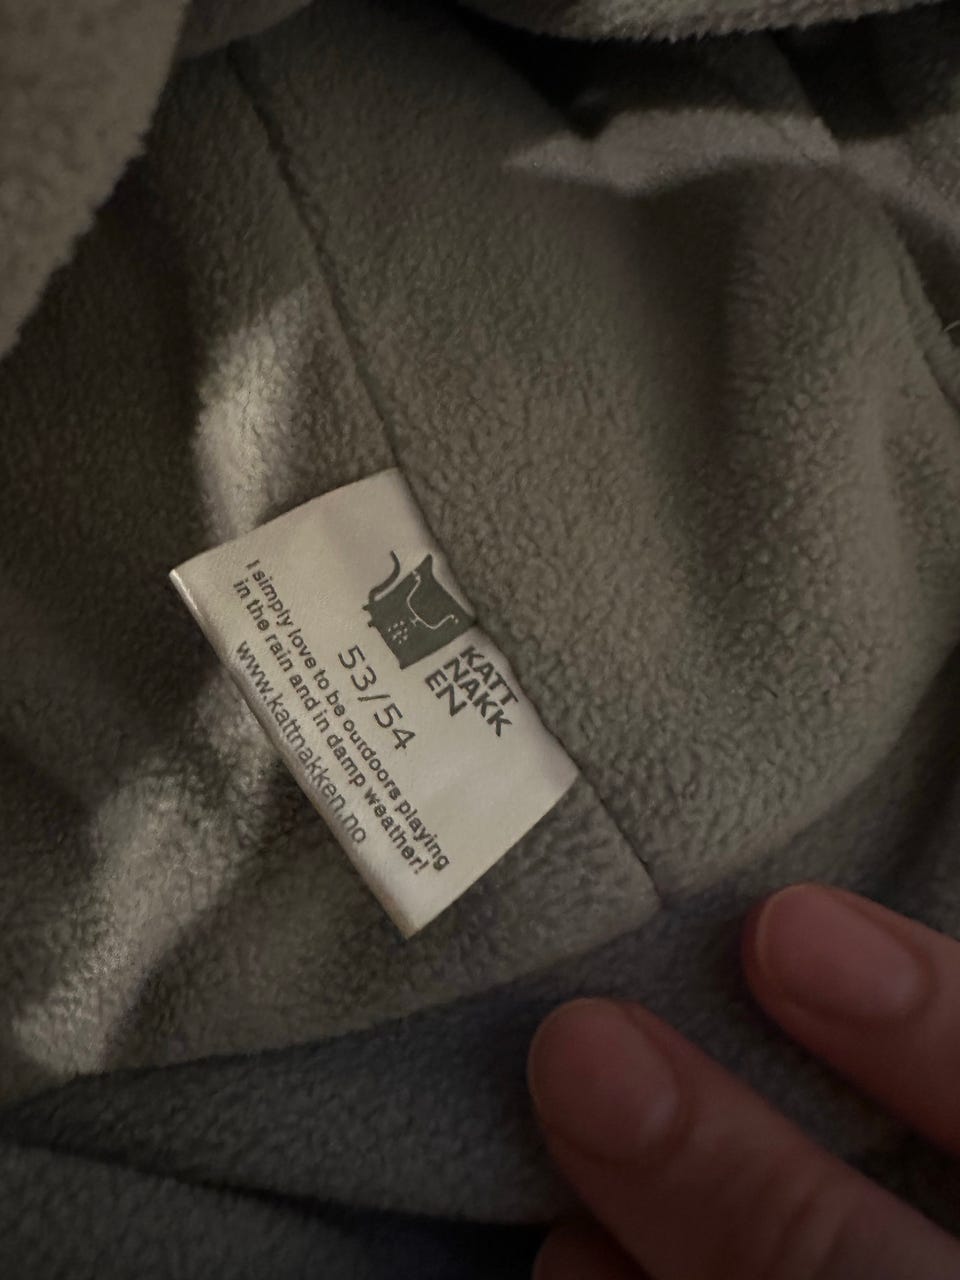 KATT
NAKK
EN
53/54
I simply love to be outdoors playing
in the rain and in damp weather!
www.kattnakken.no